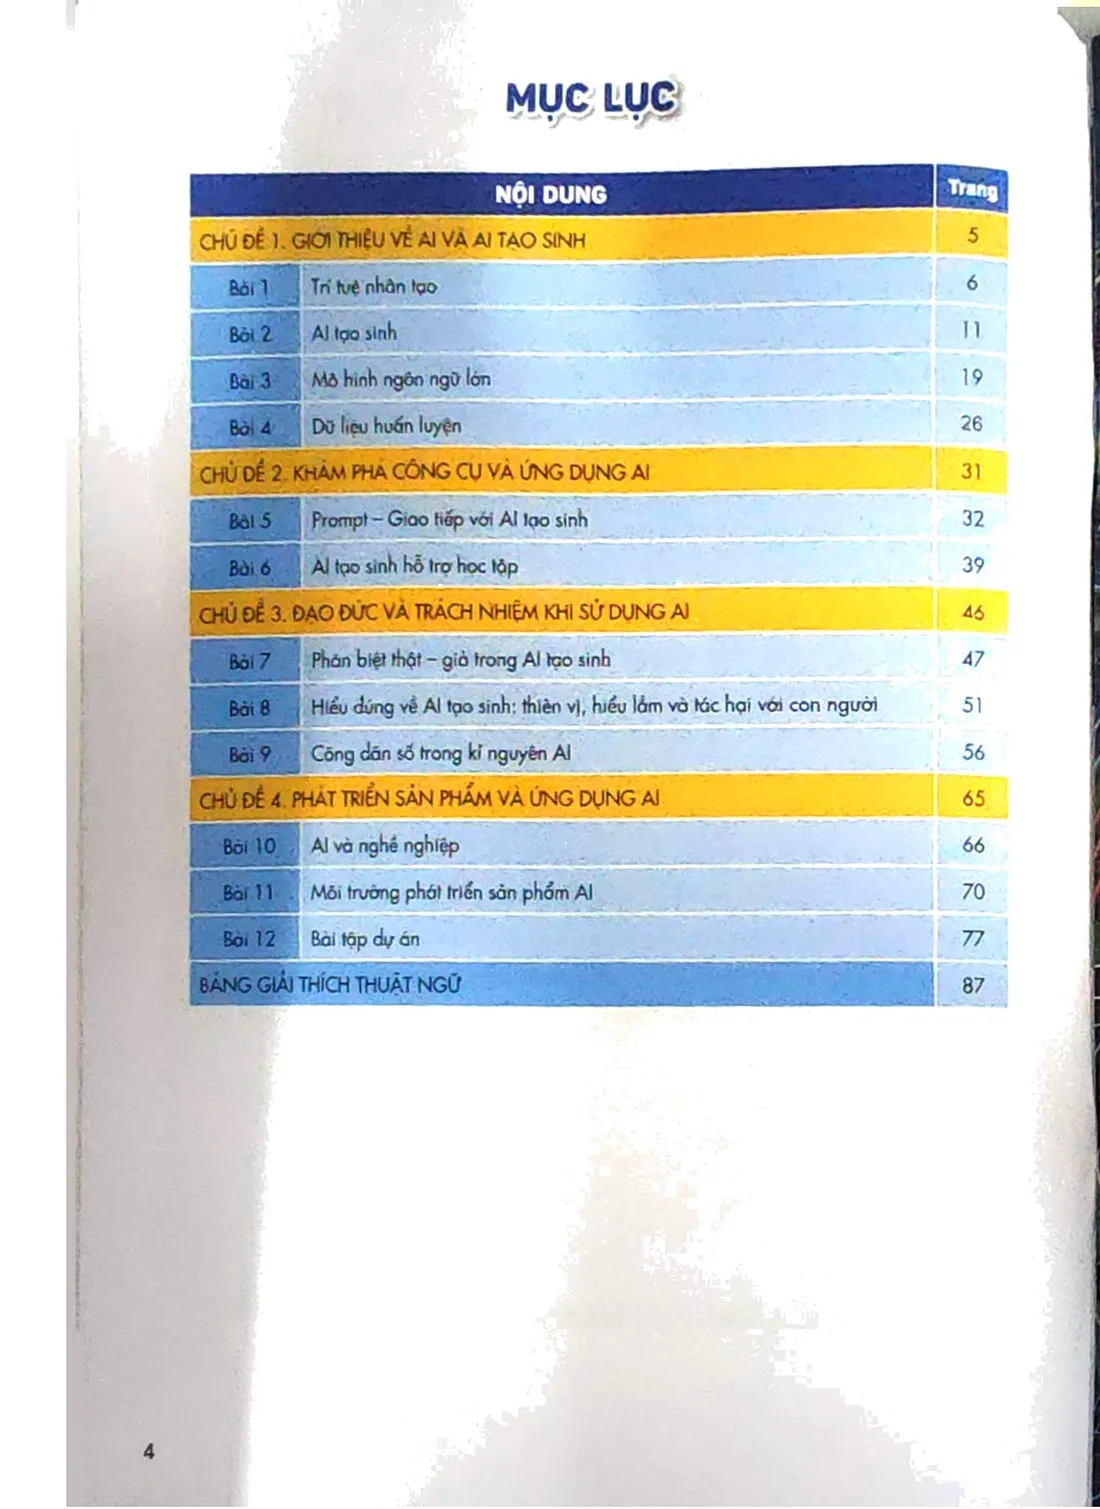 MỤC LỤC
NỘI DUNG Trang
CHỦ ĐỀ 1. GIỚI THIỆU VỀ AI VÀ AI TẠO SINH 5
Bài 1 Trí tuệ nhân tạo 6
Bài 2 AI tạo sinh 11
Bài 3 Mô hình ngôn ngữ lớn 19
Bài 4 Dữ liệu huấn luyện 26
CHỦ ĐỀ 2. KHÁM PHÁ CÔNG CỤ VÀ ỨNG DỤNG AI 31
Bài 5 Prompt – Giao tiếp với AI tạo sinh 32
Bài 6 AI tạo sinh hỗ trợ học tập 39
CHỦ ĐỀ 3. ĐẠO ĐỨC VÀ TRÁCH NHIỆM KHI SỬ DỤNG AI 46
Bài 7 Phân biệt thật – giả trong AI tạo sinh 47
Bài 8 Hiểu đúng về AI tạo sinh: thiên vị, hiểu lầm và tác hại với con người 51
Bài 9 Công dân số trong kỉ nguyên AI 56
CHỦ ĐỀ 4. PHÁT TRIỂN SẢN PHẨM VÀ ỨNG DỤNG AI 65
Bài 10 AI và nghề nghiệp 66
Bài 11 Môi trường phát triển sản phẩm AI 70
Bài 12 Bài tập dự án 77
BẢNG GIẢI THÍCH THUẬT NGỮ 87
4